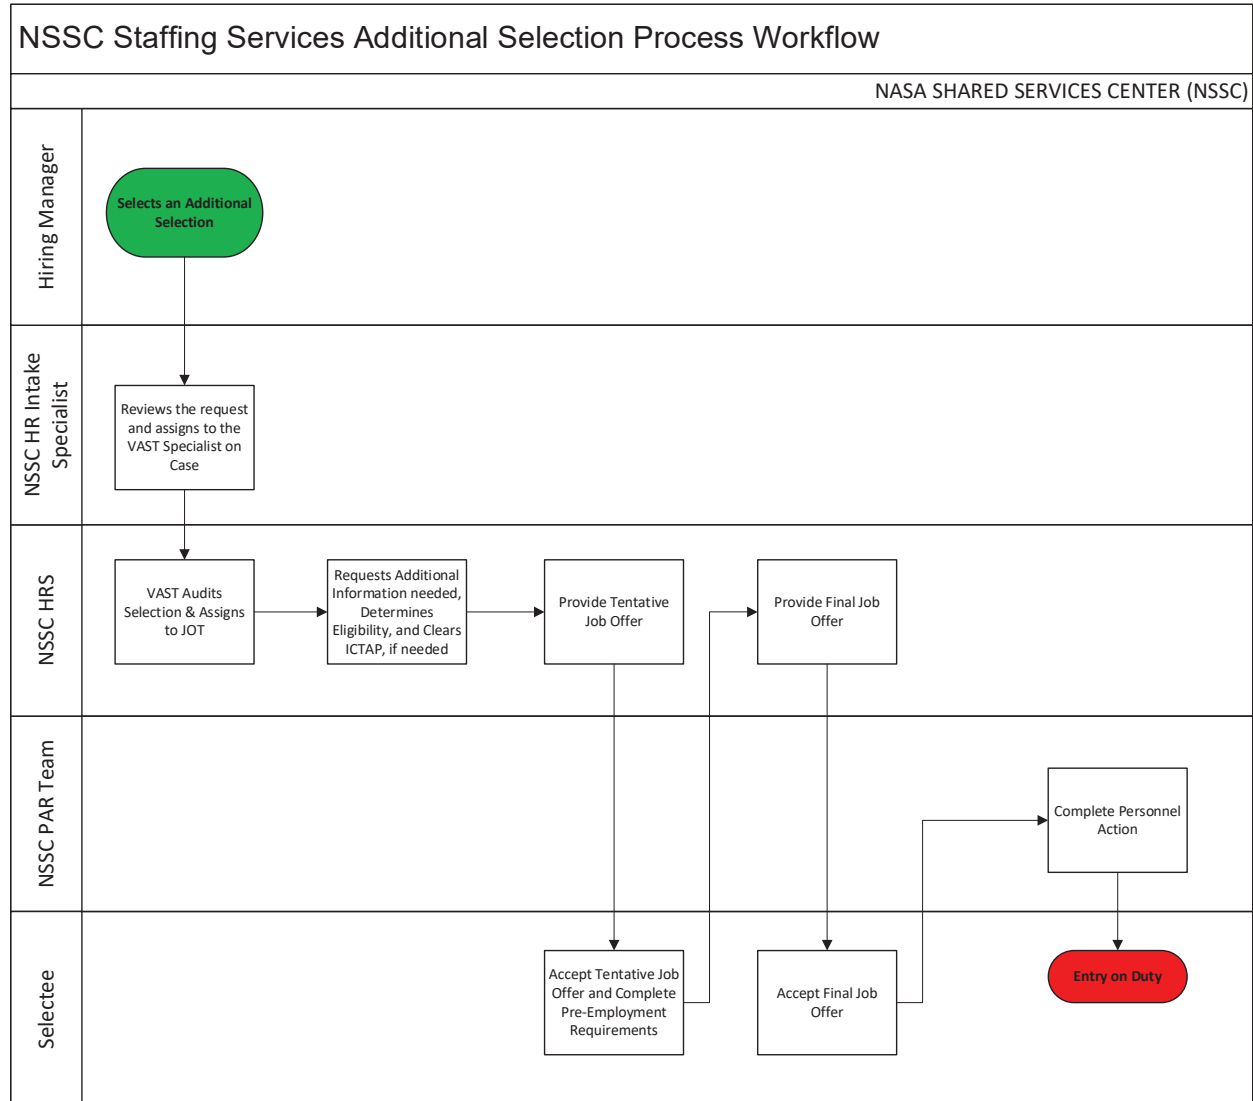 NSSC Staffing Services Additional Selection Process Workflow
NASA SHARED SERVICES CENTER (NSSC)
Hiring Manager
Selects an Additional
Selection
NSSC HR Intake
Specialist
Reviews the request
and assigns to the
VAST Specialist on
Case
NSSC HRS
VAST Audits
Selection & Assigns
to JOT
Requests Additional
Information needed,
Determines
Eligibility, and Clears
ICTAP, if needed
Provide Tentative
Job Offer
Provide Final Job
Offer
NSSC PAR Team
Complete Personnel
Action
Selectee
Accept Tentative Job
Offer and Complete
Pre-Employment
Requirements
Accept Final Job
Offer
Entry on Duty